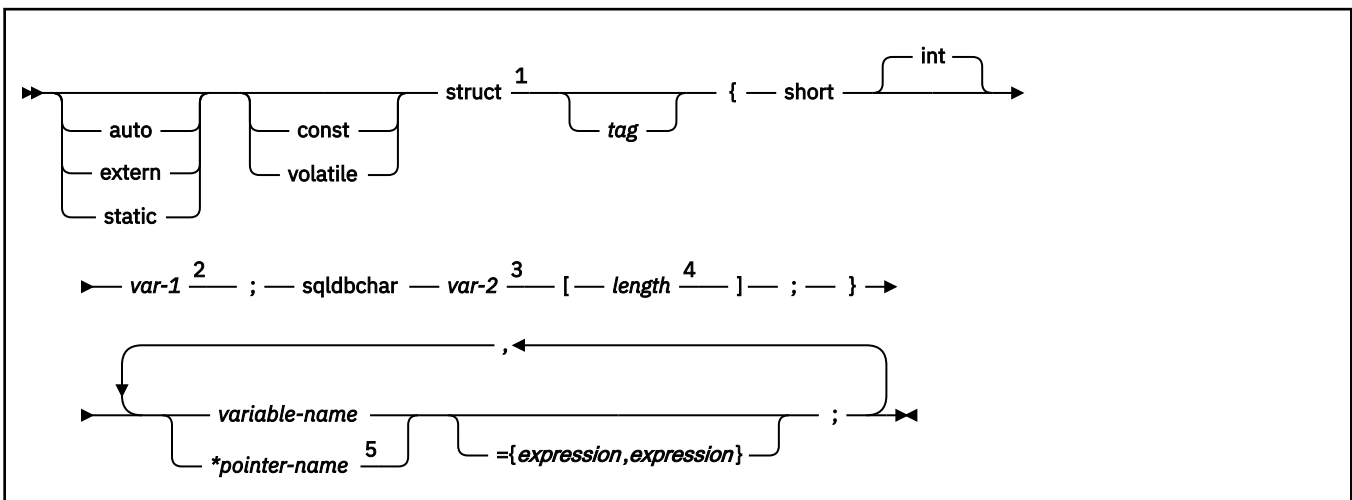 int
struct 1 { short
auto const tag
extern volatile
static
var-1 2 ; sqldbchar var-2 3 [ length 4 ] ; }
,
variable-name ;
*pointer-name 5 ={expression,expression}